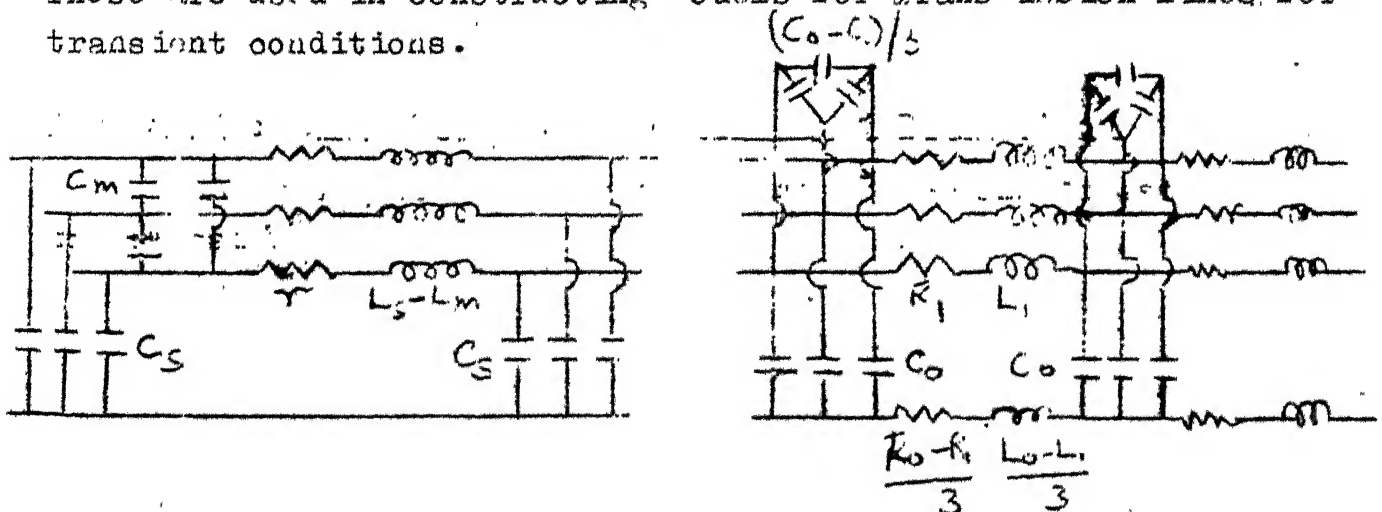 transient conditions.
(C₀-C₁)/3
Cm
r
Ls-Lm
Cs
Cs
R₁
L₁
C₀
C₀
R₀-R₁
3
L₀-L₁
3